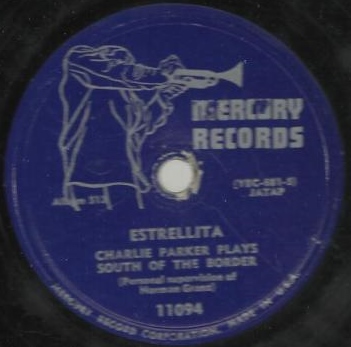 MERCURY
RECORDS
(YBC-881-5)
JATAP
Album 513
ESTRELLITA
CHARLIE PARKER PLAYS
SOUTH OF THE BORDER
(Personal supervision of
Norman Granz)
11094
MERCURY RECORD CORPORATION, MADE IN U.S.A.